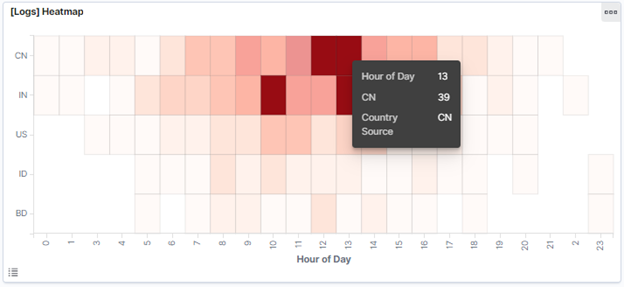 [Logs] Heatmap
CN
IN
US
ID
BD
Hour of Day 13
CN 39
Country Source CN
0 1 3 4 5 6 7 8 9 10 11 12 13 14 15 16 17 18 19 20 21 2 23
Hour of Day